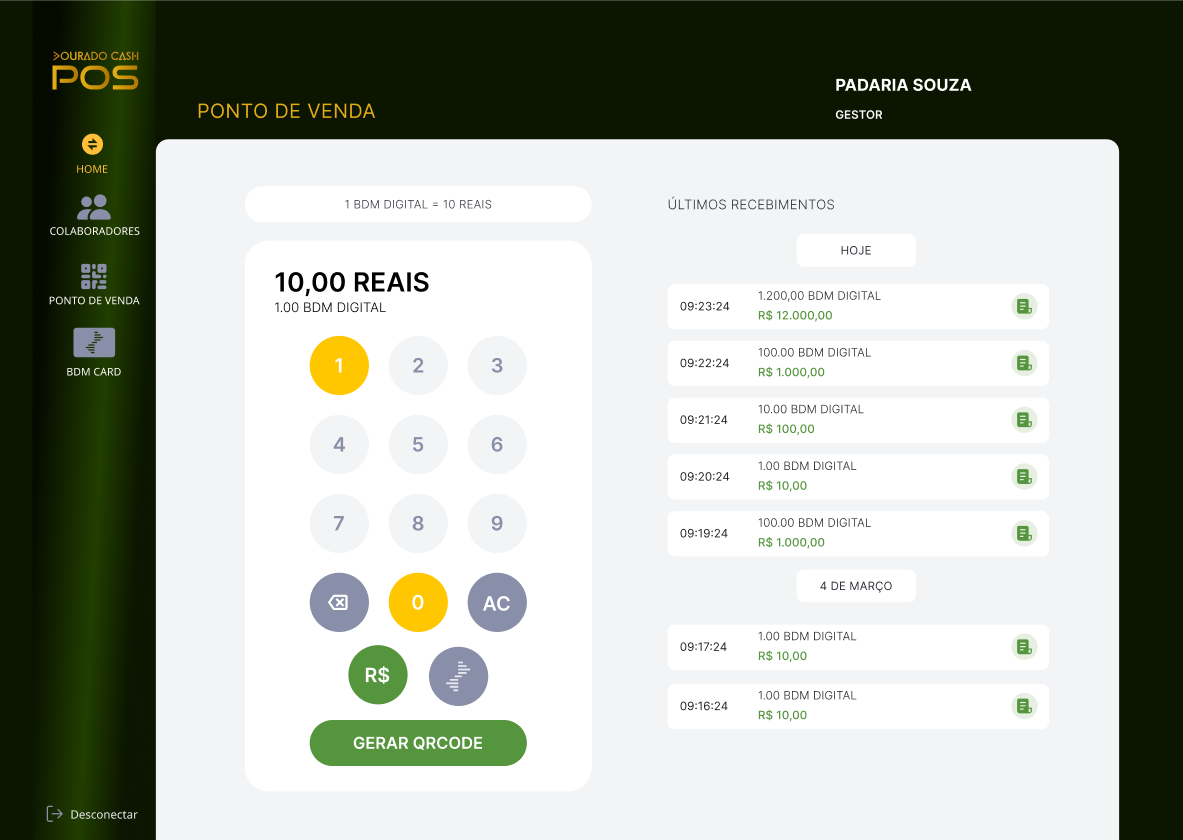 DOURADO CASH
POS
HOME
COLABORADORES
PONTO DE VENDA
BDM CARD
Desconectar
PONTO DE VENDA
PADARIA SOUZA
GESTOR
1 BDM DIGITAL = 10 REAIS
10,00 REAIS
1.00 BDM DIGITAL
1 2 3
4 5 6
7 8 9
0 AC
R$
GERAR QRCODE
ÚLTIMOS RECEBIMENTOS
HOJE
09:23:24
1.200,00 BDM DIGITAL
R$ 12.000,00
09:22:24
100.00 BDM DIGITAL
R$ 1.000,00
09:21:24
10.00 BDM DIGITAL
R$ 100,00
09:20:24
1.00 BDM DIGITAL
R$ 10,00
09:19:24
100.00 BDM DIGITAL
R$ 1.000,00
4 DE MARÇO
09:17:24
1.00 BDM DIGITAL
R$ 10,00
09:16:24
1.00 BDM DIGITAL
R$ 10,00